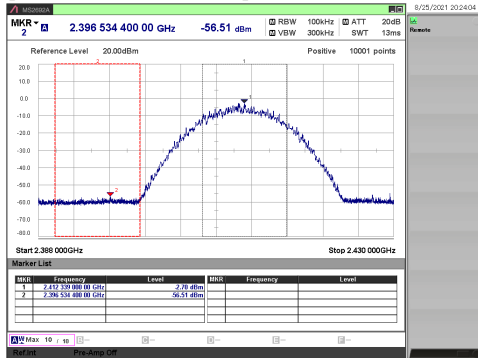 MS2692A
8/25/2021 20:24:04
MKR A 2.396 534 400 00 GHz -56.51 dBm M RBW 100kHz M ATT 20dB
2 M VBW 300kHz SWT 13ms
Remote
Reference Level 20.00dBm Positive 10001 points
20.0
2
1
10.0
0.0
1
-10.0
-20.0
-30.0
-40.0
-50.0
2
-60.0
-70.0
-80.0
Start 2.388 000GHz Stop 2.430 000GHz
Marker List
MKR Frequency Level MKR Frequency Level
1 2.412 339 000 00 GHz -2.70 dBm
2 2.396 534 400 00 GHz -56.51 dBm
A W Max 10 / 10
Ref.Int Pre-Amp Off